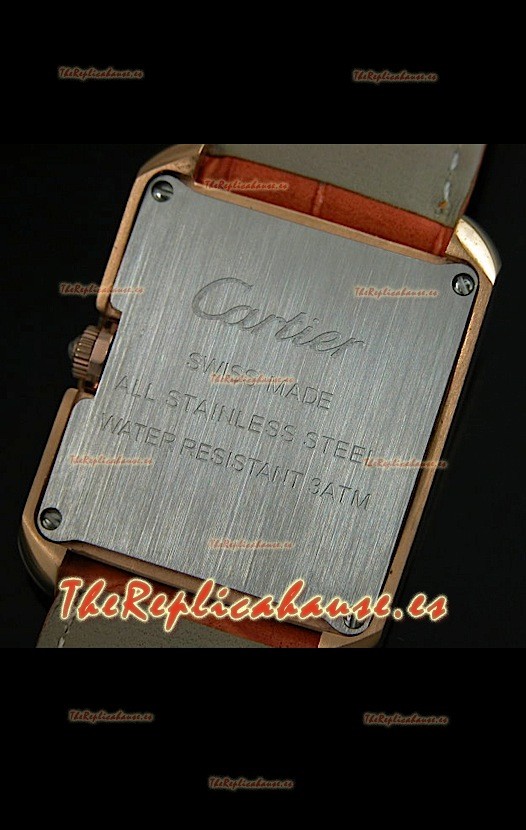 TheReplicahause.es TheReplicahause.es
TheReplicahause.es
TheReplicahause.es TheReplicahause.es
Cartier
SWISS MADE
ALL STAINLESS STEEL
WATER RESISTANT 3ATM
TheReplicahause.es TheReplicahause.es
TheReplicahause.es
TheReplicahause.es
TheReplicahause.es TheReplicahause.es
TheReplicahause.es